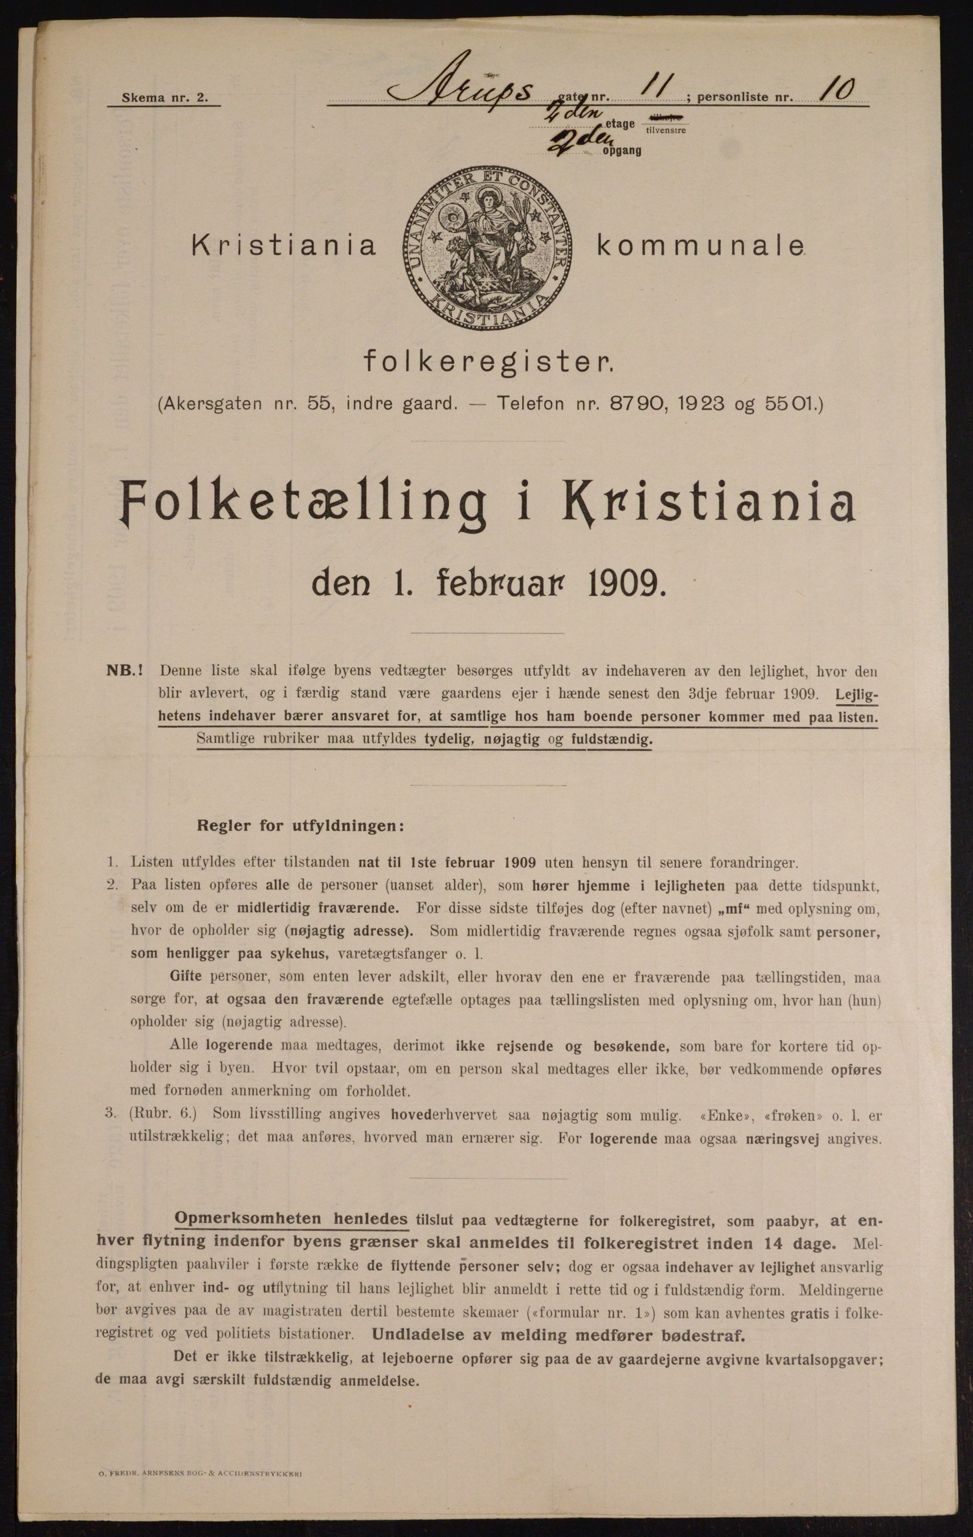 Skema nr. 2.
Arups gate nr. 11 ; personliste nr. 10
2den etage tilvenstre
2den opgang
UNANIMITER ET CONSTANTER
KRISTIANIA
Kristiania kommunale
folkeregister.
(Akersgaten nr. 55, indre gaard. — Telefon nr. 8790, 1923 og 5501.)
Folketælling i Kristiania
den 1. februar 1909.
NB.! Denne liste skal ifølge byens vedtægter besørges utfyldt av indehaveren av den lejlighet, hvor den
blir avlevert, og i færdig stand være gaardens ejer i hænde senest den 3dje februar 1909. Lejlig-
hetens indehaver bærer ansvaret for, at samtlige hos ham boende personer kommer med paa listen.
Samtlige rubriker maa utfyldes tydelig, nøjagtig og fuldstændig.
Regler for utfyldningen:
1. Listen utfyldes efter tilstanden nat til 1ste februar 1909 uten hensyn til senere forandringer.
2. Paa listen opføres alle de personer (uanset alder), som hører hjemme i lejligheten paa dette tidspunkt,
selv om de er midlertidig fraværende. For disse sidste tilføjes dog (efter navnet) „mf“ med oplysning om,
hvor de opholder sig (nøjagtig adresse). Som midlertidig fraværende regnes ogsaa sjøfolk samt personer,
som henligger paa sykehus, varetægtsfanger o. l.
Gifte personer, som enten lever adskilt, eller hvorav den ene er fraværende paa tællingstiden, maa
sørge for, at ogsaa den fraværende egtefælle optages paa tællingslisten med oplysning om, hvor han (hun)
opholder sig (nøjagtig adresse).
Alle logerende maa medtages, derimot ikke rejsende og besøkende, som bare for kortere tid op-
holder sig i byen. Hvor tvil opstaar, om en person skal medtages eller ikke, bør vedkommende opføres
med fornøden anmerkning om forholdet.
3. (Rubr. 6.) Som livsstilling angives hovederhvervet saa nøjagtig som mulig. «Enke», «frøken» o. l. er
utilstrækkelig; det maa anføres, hvorved man ernærer sig. For logerende maa ogsaa næringsvej angives.
Opmerksomheten henledes tilslut paa vedtægterne for folkeregistret, som paabyr, at en-
hver flytning indenfor byens grænser skal anmeldes til folkeregistret inden 14 dage. Mel-
dingspligten paahviler i første række de flyttende personer selv; dog er ogsaa indehaver av lejlighet ansvarlig
for, at enhver ind- og utflytning til hans lejlighet blir anmeldt i rette tid og i fuldstændig form. Meldingerne
bør avgives paa de av magistraten dertil bestemte skemaer («formular nr. 1») som kan avhentes gratis i folke-
registret og ved politiets bistationer. Undladelse av melding medfører bødestraf.
Det er ikke tilstrækkelig, at lejeboerne opfører sig paa de av gaardejerne avgivne kvartalsopgaver;
de maa avgi særskilt fuldstændig anmeldelse.
O. FREDR. ARNESENS BOG- & ACCIDENSTRYKKERI